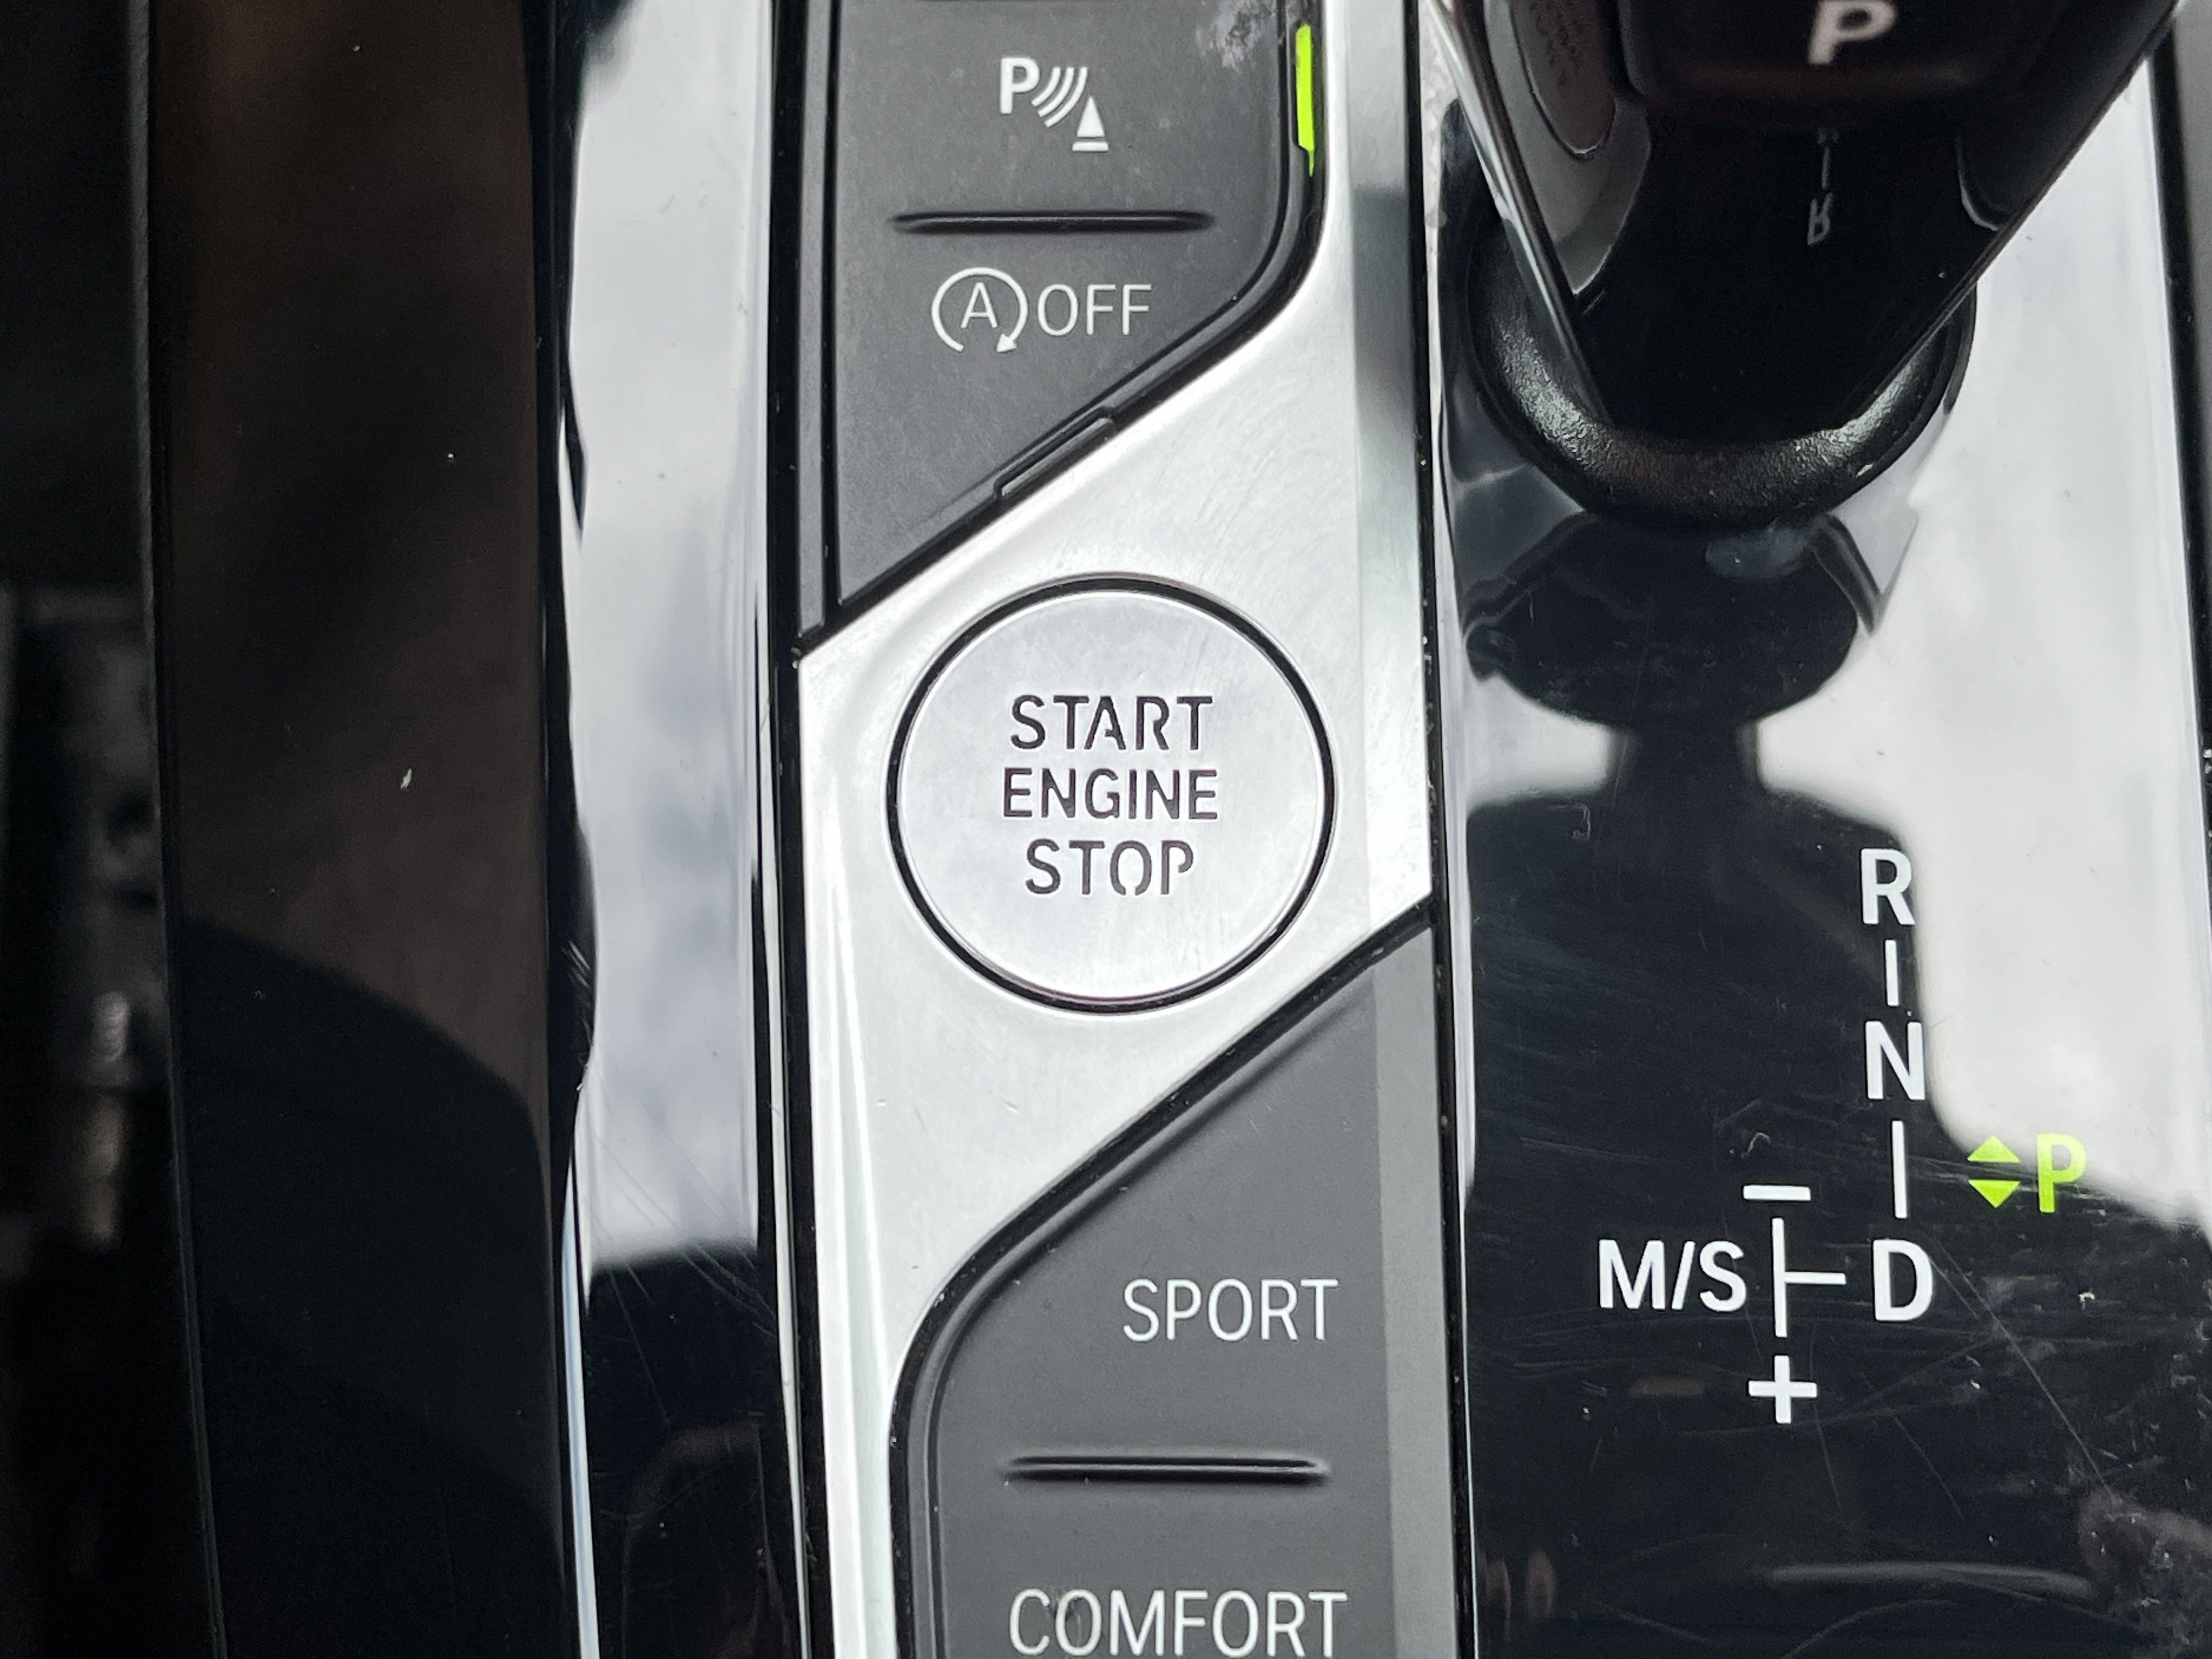 P
P
A OFF
START
ENGINE
STOP
R
N
P
M/S D
+
SPORT
COMFORT